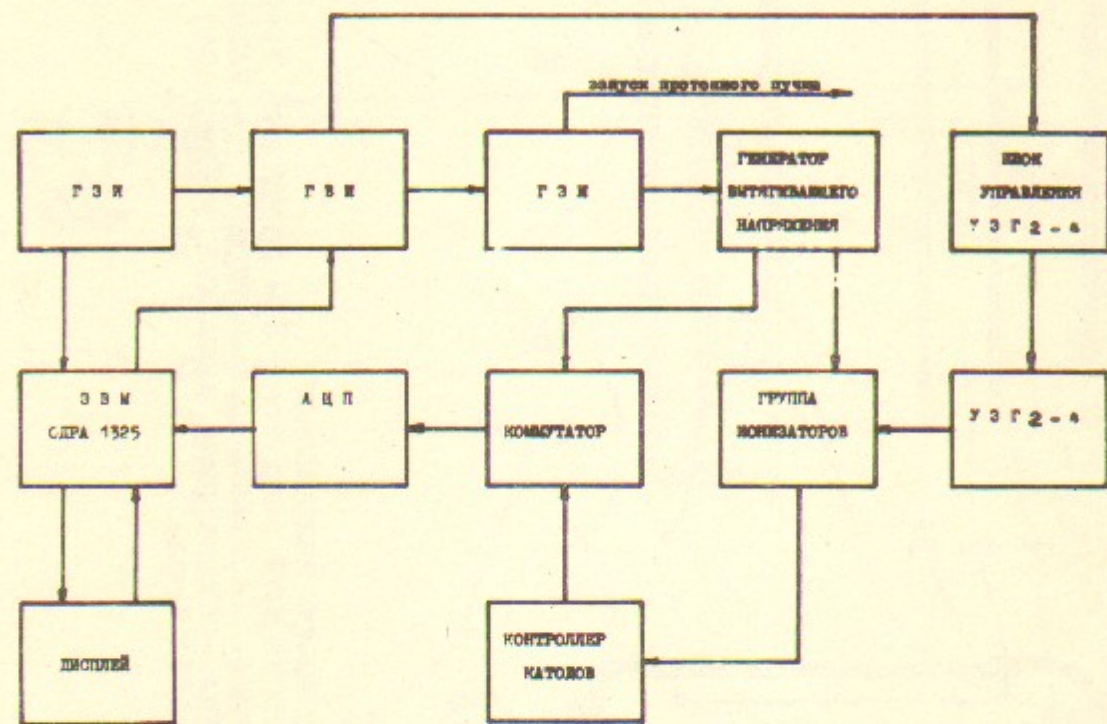 запуск протонного пучка
Г З И
Г В И
Г З И
ГЕНЕРАТОР
ВЫТЯГИВАЮЩЕГО
НАПРЯЖЕНИЯ
БЛОК
УПРАВЛЕНИЯ
У З Г 2 - 4
Э В М
ОДРА 1325
А Ц П
КОММУТАТОР
ГРУППА
ИОНИЗАТОРОВ
У З Г 2 - 4
ДИСПЛЕЙ
КОНТРОЛЛЕР
КАТОДОВ